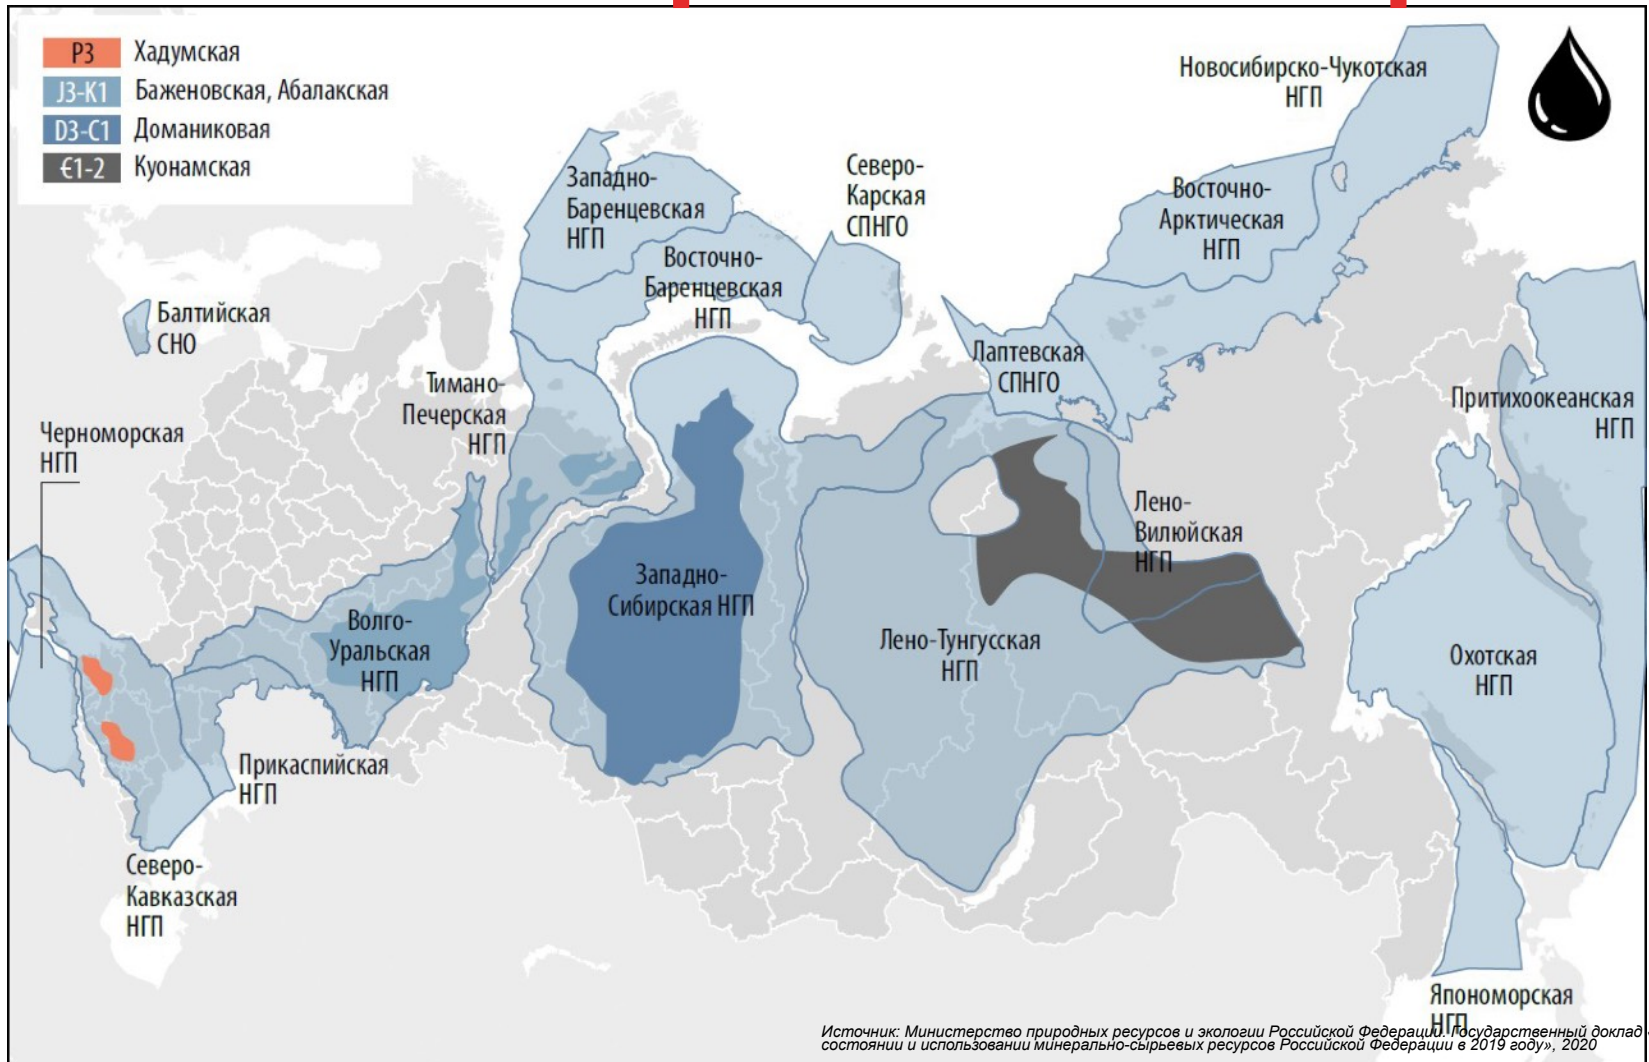 P3 Хадумская
J3-K1 Баженовская, Абалакская
D3-C1 Доманиковая
€1-2 Куонамская
Новосибирско-Чукотская
НГП
Западно-
Баренцевская
НГП
Северо-
Карская
СПНГО
Восточно-
Арктическая
НГП
Восточно-
Баренцевская
НГП
Балтийская
СНО
Лаптевская
СПНГО
Тимано-
Печерская
НГП
Притихоокеанская
НГП
Черноморская
НГП
Лено-
Вилюйская
НГП
Западно-
Сибирская НГП
Волго-
Уральская
НГП
Лено-Тунгусская
НГП
Охотская
НГП
Прикаспийская
НГП
Северо-
Кавказская
НГП
Япономорская
НГП
Источник: Министерство природных ресурсов и экологии Российской Федерации. Государственный доклад
состоянии и использовании минерально-сырьевых ресурсов Российской Федерации в 2019 году», 2020